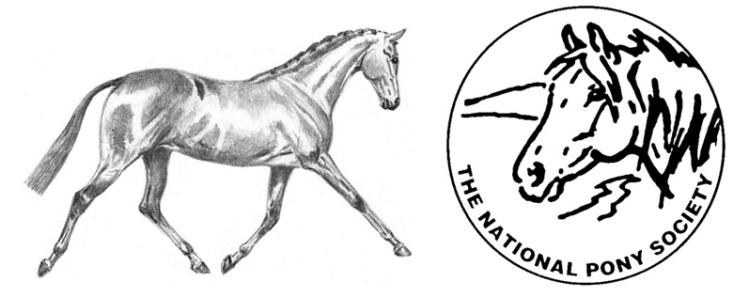 THE NATIONAL PONY SOCIETY